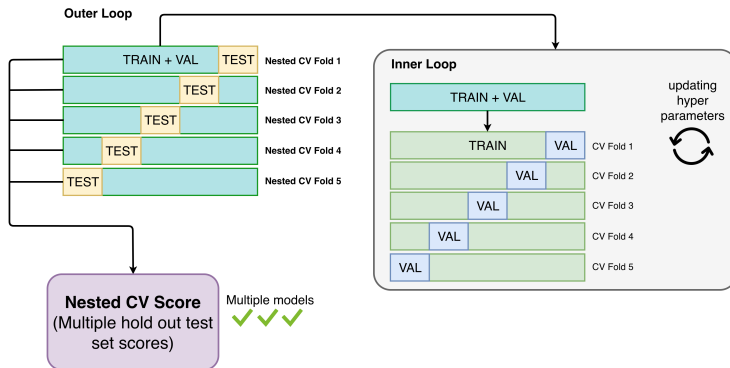 Outer Loop
TRAIN + VAL TEST Nested CV Fold 1
TEST Nested CV Fold 2
TEST Nested CV Fold 3
TEST Nested CV Fold 4
TEST Nested CV Fold 5
Nested CV Score
(Multiple hold out test
set scores)
Multiple models
Inner Loop
TRAIN + VAL
TRAIN VAL CV Fold 1
VAL CV Fold 2
VAL CV Fold 3
VAL CV Fold 4
VAL CV Fold 5
updating
hyper
parameters